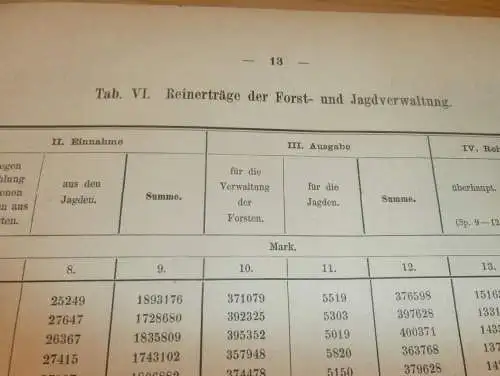 — 13 —
Tab. VI. Reinerträge der Forst- und Jagdverwaltung.
II. Einnahme III. Ausgabe
aus den Jagden. Summe. für die Verwaltung der Forsten. für die Jagden. Summe. überhaupt.
(Sp. 9—12
Mark.
8. 9. 10. 11. 12. 13.
25249 1893176 371079 5519 376598
27647 1728680 392325 5303 397628
26367 1835809 395352 5019 400371
27415 1743102 357948 5820 363768
374478 5150 379628